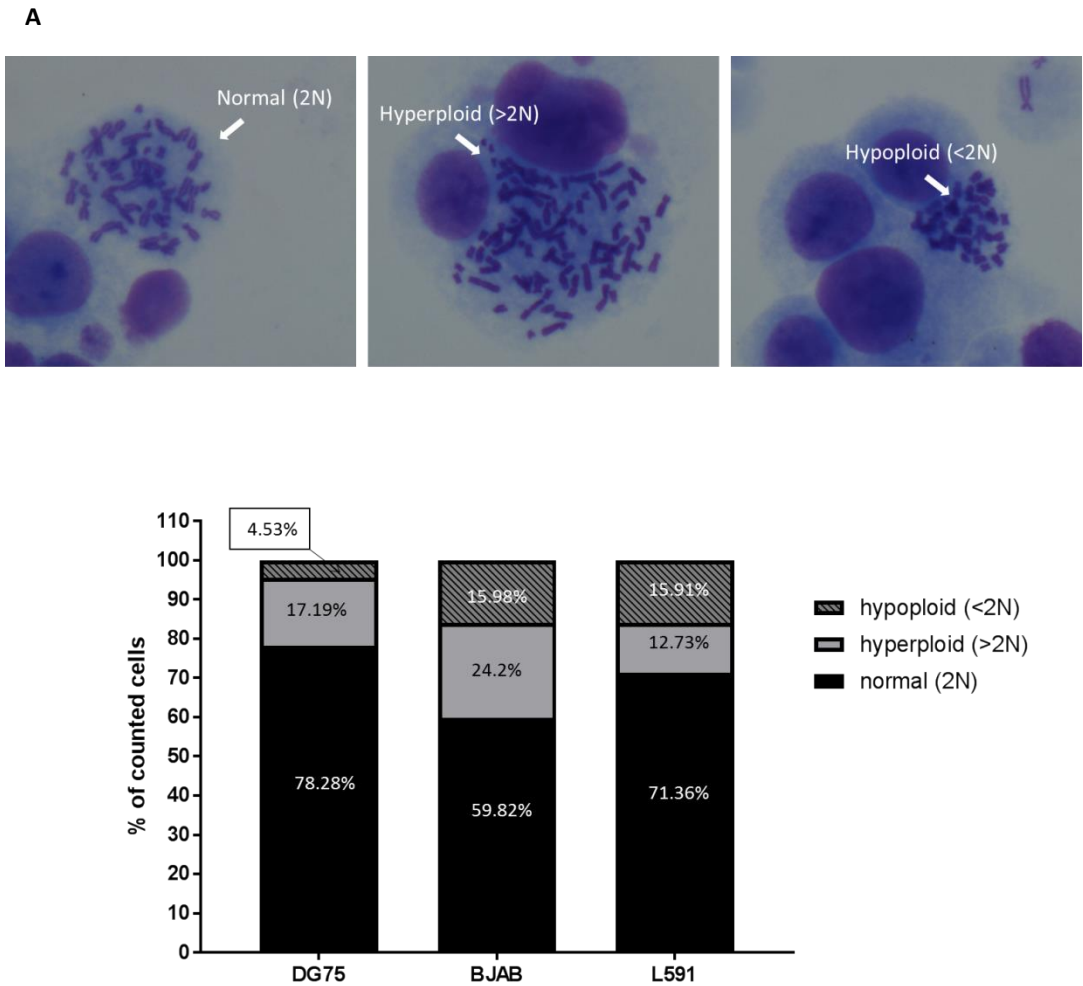 A
Normal (2N)
Hyperploid (>2N)
Hypoploid (<2N)
% of counted cells
110
100
90
80
70
60
50
40
30
20
10
0
4.53%
17.19%
78.28%
15.98%
24.2%
59.82%
15.91%
12.73%
71.36%
DG75
BJAB
L591
hypoploid (<2N)
hyperploid (>2N)
normal (2N)